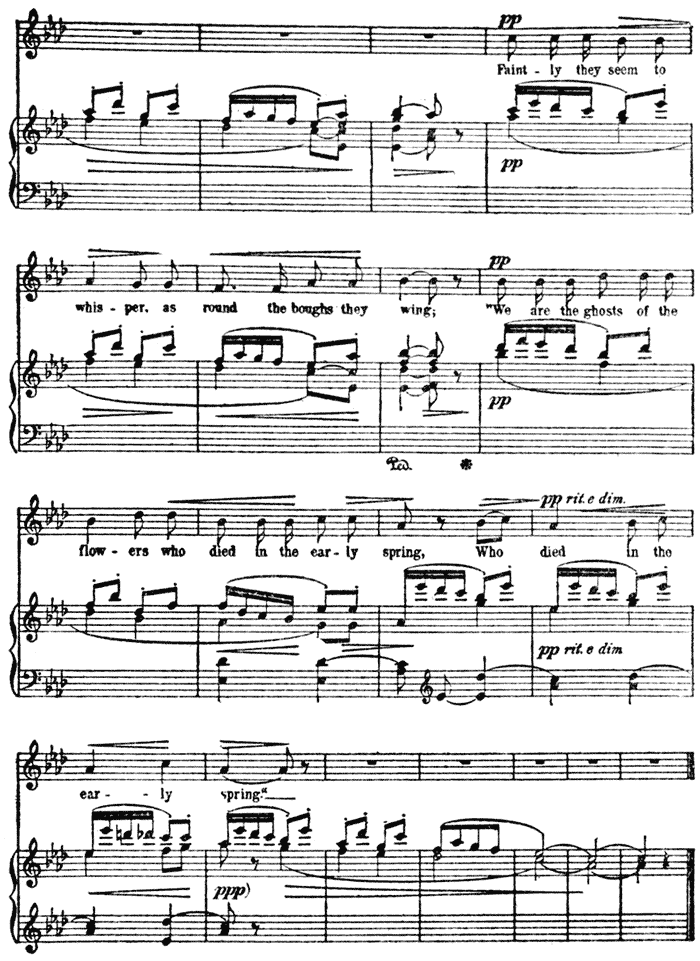 pp
Faint - ly they seem to
pp
whis - per, as round the boughs they wing;
pp
"We are the ghosts of the
pp
Ped. *
flow - ers who died in the ear - ly spring,
Who died in the
pp rit. e dim.
pp rit. e dim.
ear - - ly spring."
ppp)